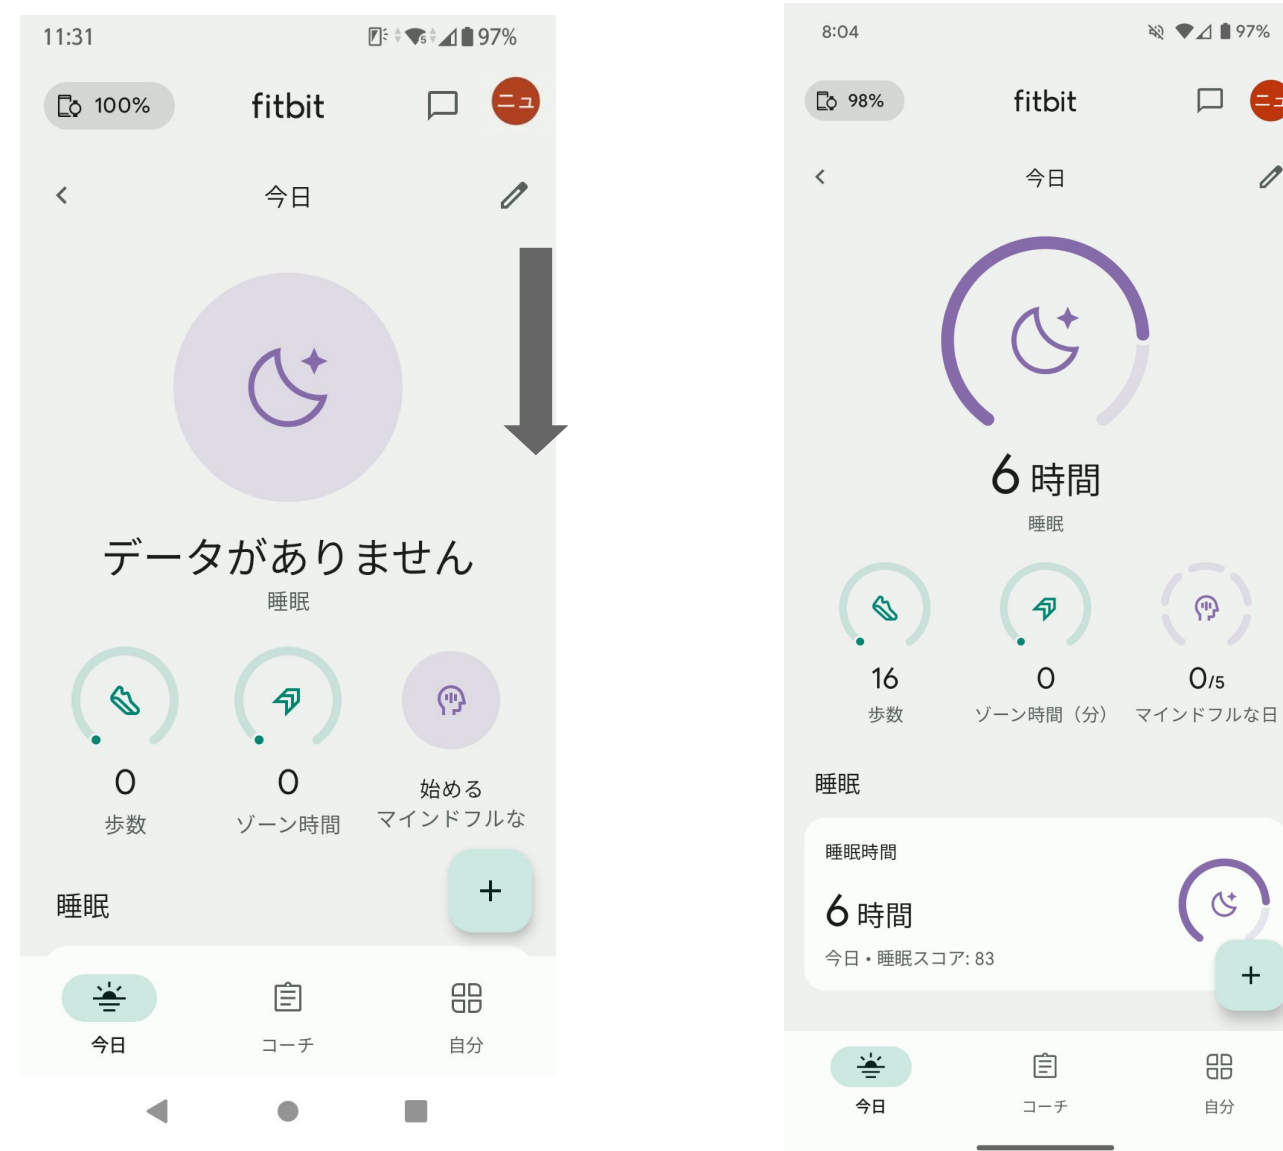 11:31
97%
100%
fitbit
ニュ
今日
データがありません
睡眠
0
歩数
0
ゾーン時間
始める
マインドフルな
睡眠
+
今日
コーチ
自分
8:04
97%
98%
fitbit
ニュ
今日
6 時間
睡眠
16
歩数
0
ゾーン時間（分）
0/5
マインドフルな日
睡眠
睡眠時間
6 時間
今日・睡眠スコア: 83
+
今日
コーチ
自分